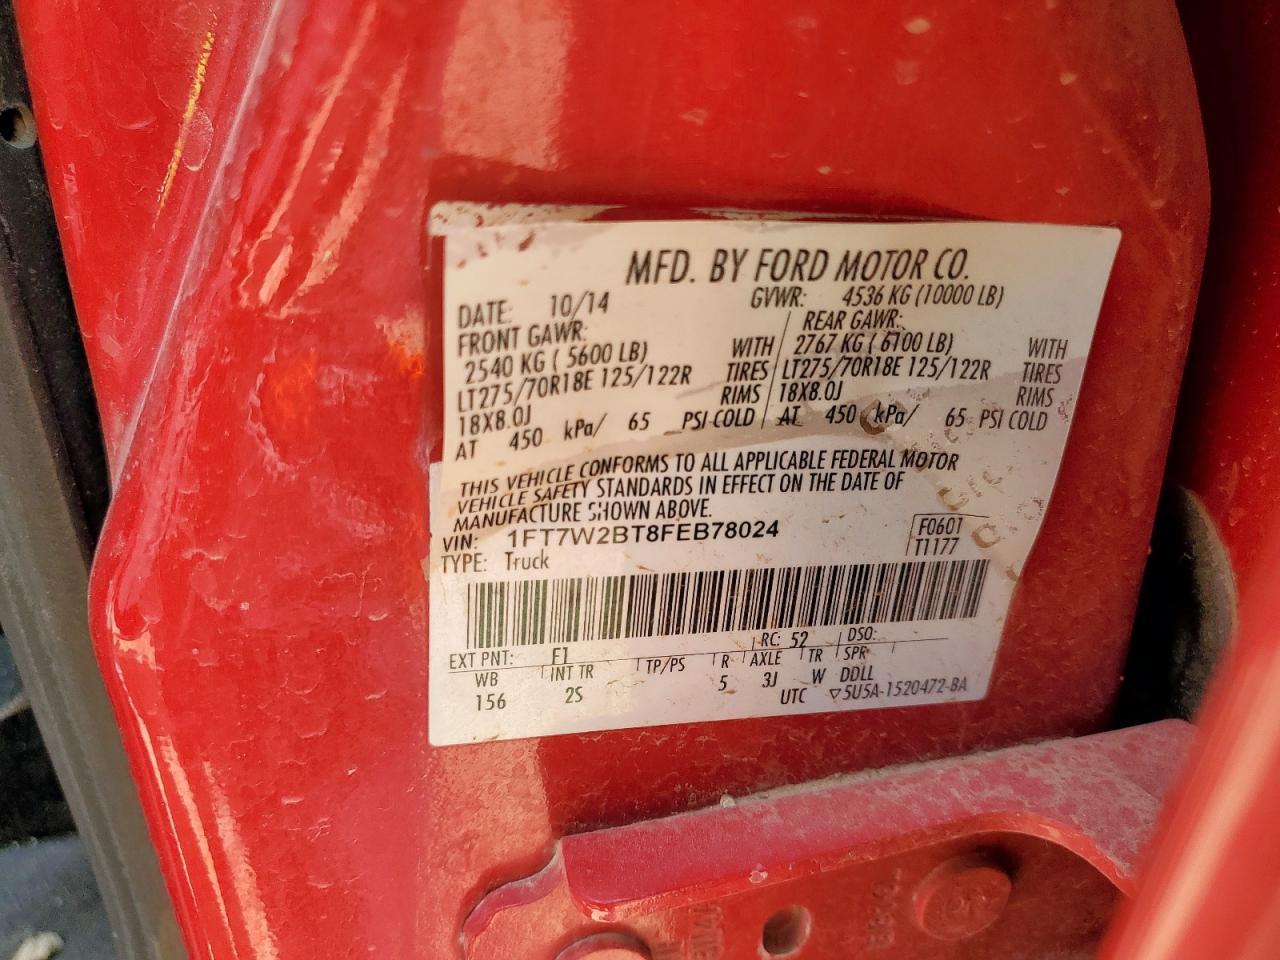 MFD. BY FORD MOTOR CO.
DATE: 10/14 GVWR: 4536 KG (10000 LB)
FRONT GAWR: REAR GAWR:
2540 KG ( 5600 LB) WITH 2767 KG ( 6100 LB) WITH
LT275/70R18E 125/122R TIRES LT275/70R18E 125/122R TIRES
18X8.0J RIMS 18X8.0J RIMS
AT 450 kPa/ 65 PSI COLD AT 450 kPa/ 65 PSI COLD
THIS VEHICLE CONFORMS TO ALL APPLICABLE FEDERAL MOTOR
VEHICLE SAFETY STANDARDS IN EFFECT ON THE DATE OF
MANUFACTURE SHOWN ABOVE.
VIN: 1FT7W2BT8FEB78024 F0601
TYPE: Truck T1177
EXT PNT: F1 RC: 52 DSO:
WB INT TR TP/PS R AXLE TR SPR
156 2S 5 3J W DDLL
UTC ▽5U5A-1520472-BA